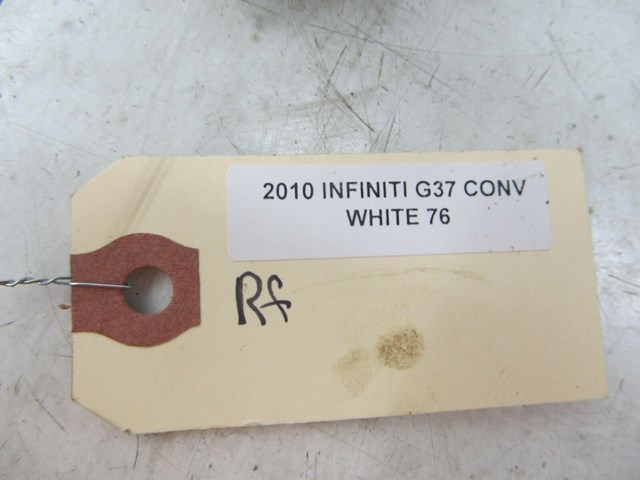 2010 INFINITI G37 CONV
WHITE 76
Rf